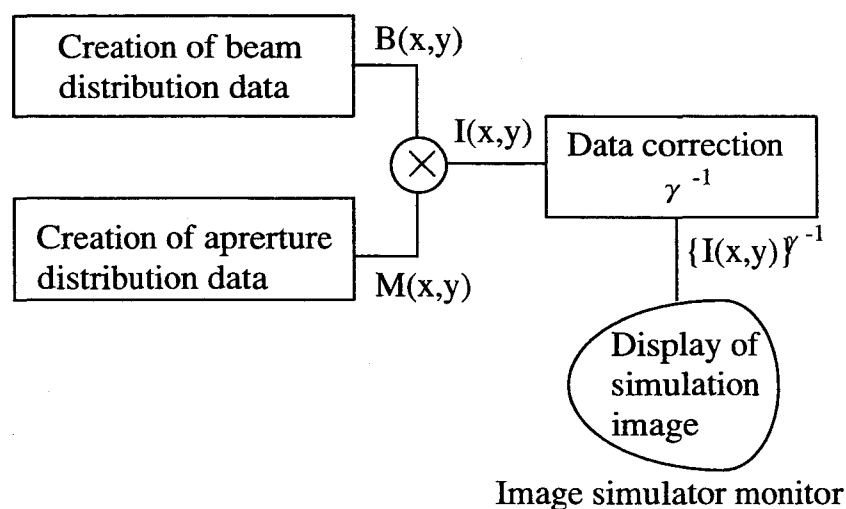 Creation of beam
distribution data
B(x,y)
I(x,y)
Data correction
γ -1
Creation of aprerture
distribution data
M(x,y)
{I(x,y)}γ -1
Display of
simulation
image
Image simulator monitor